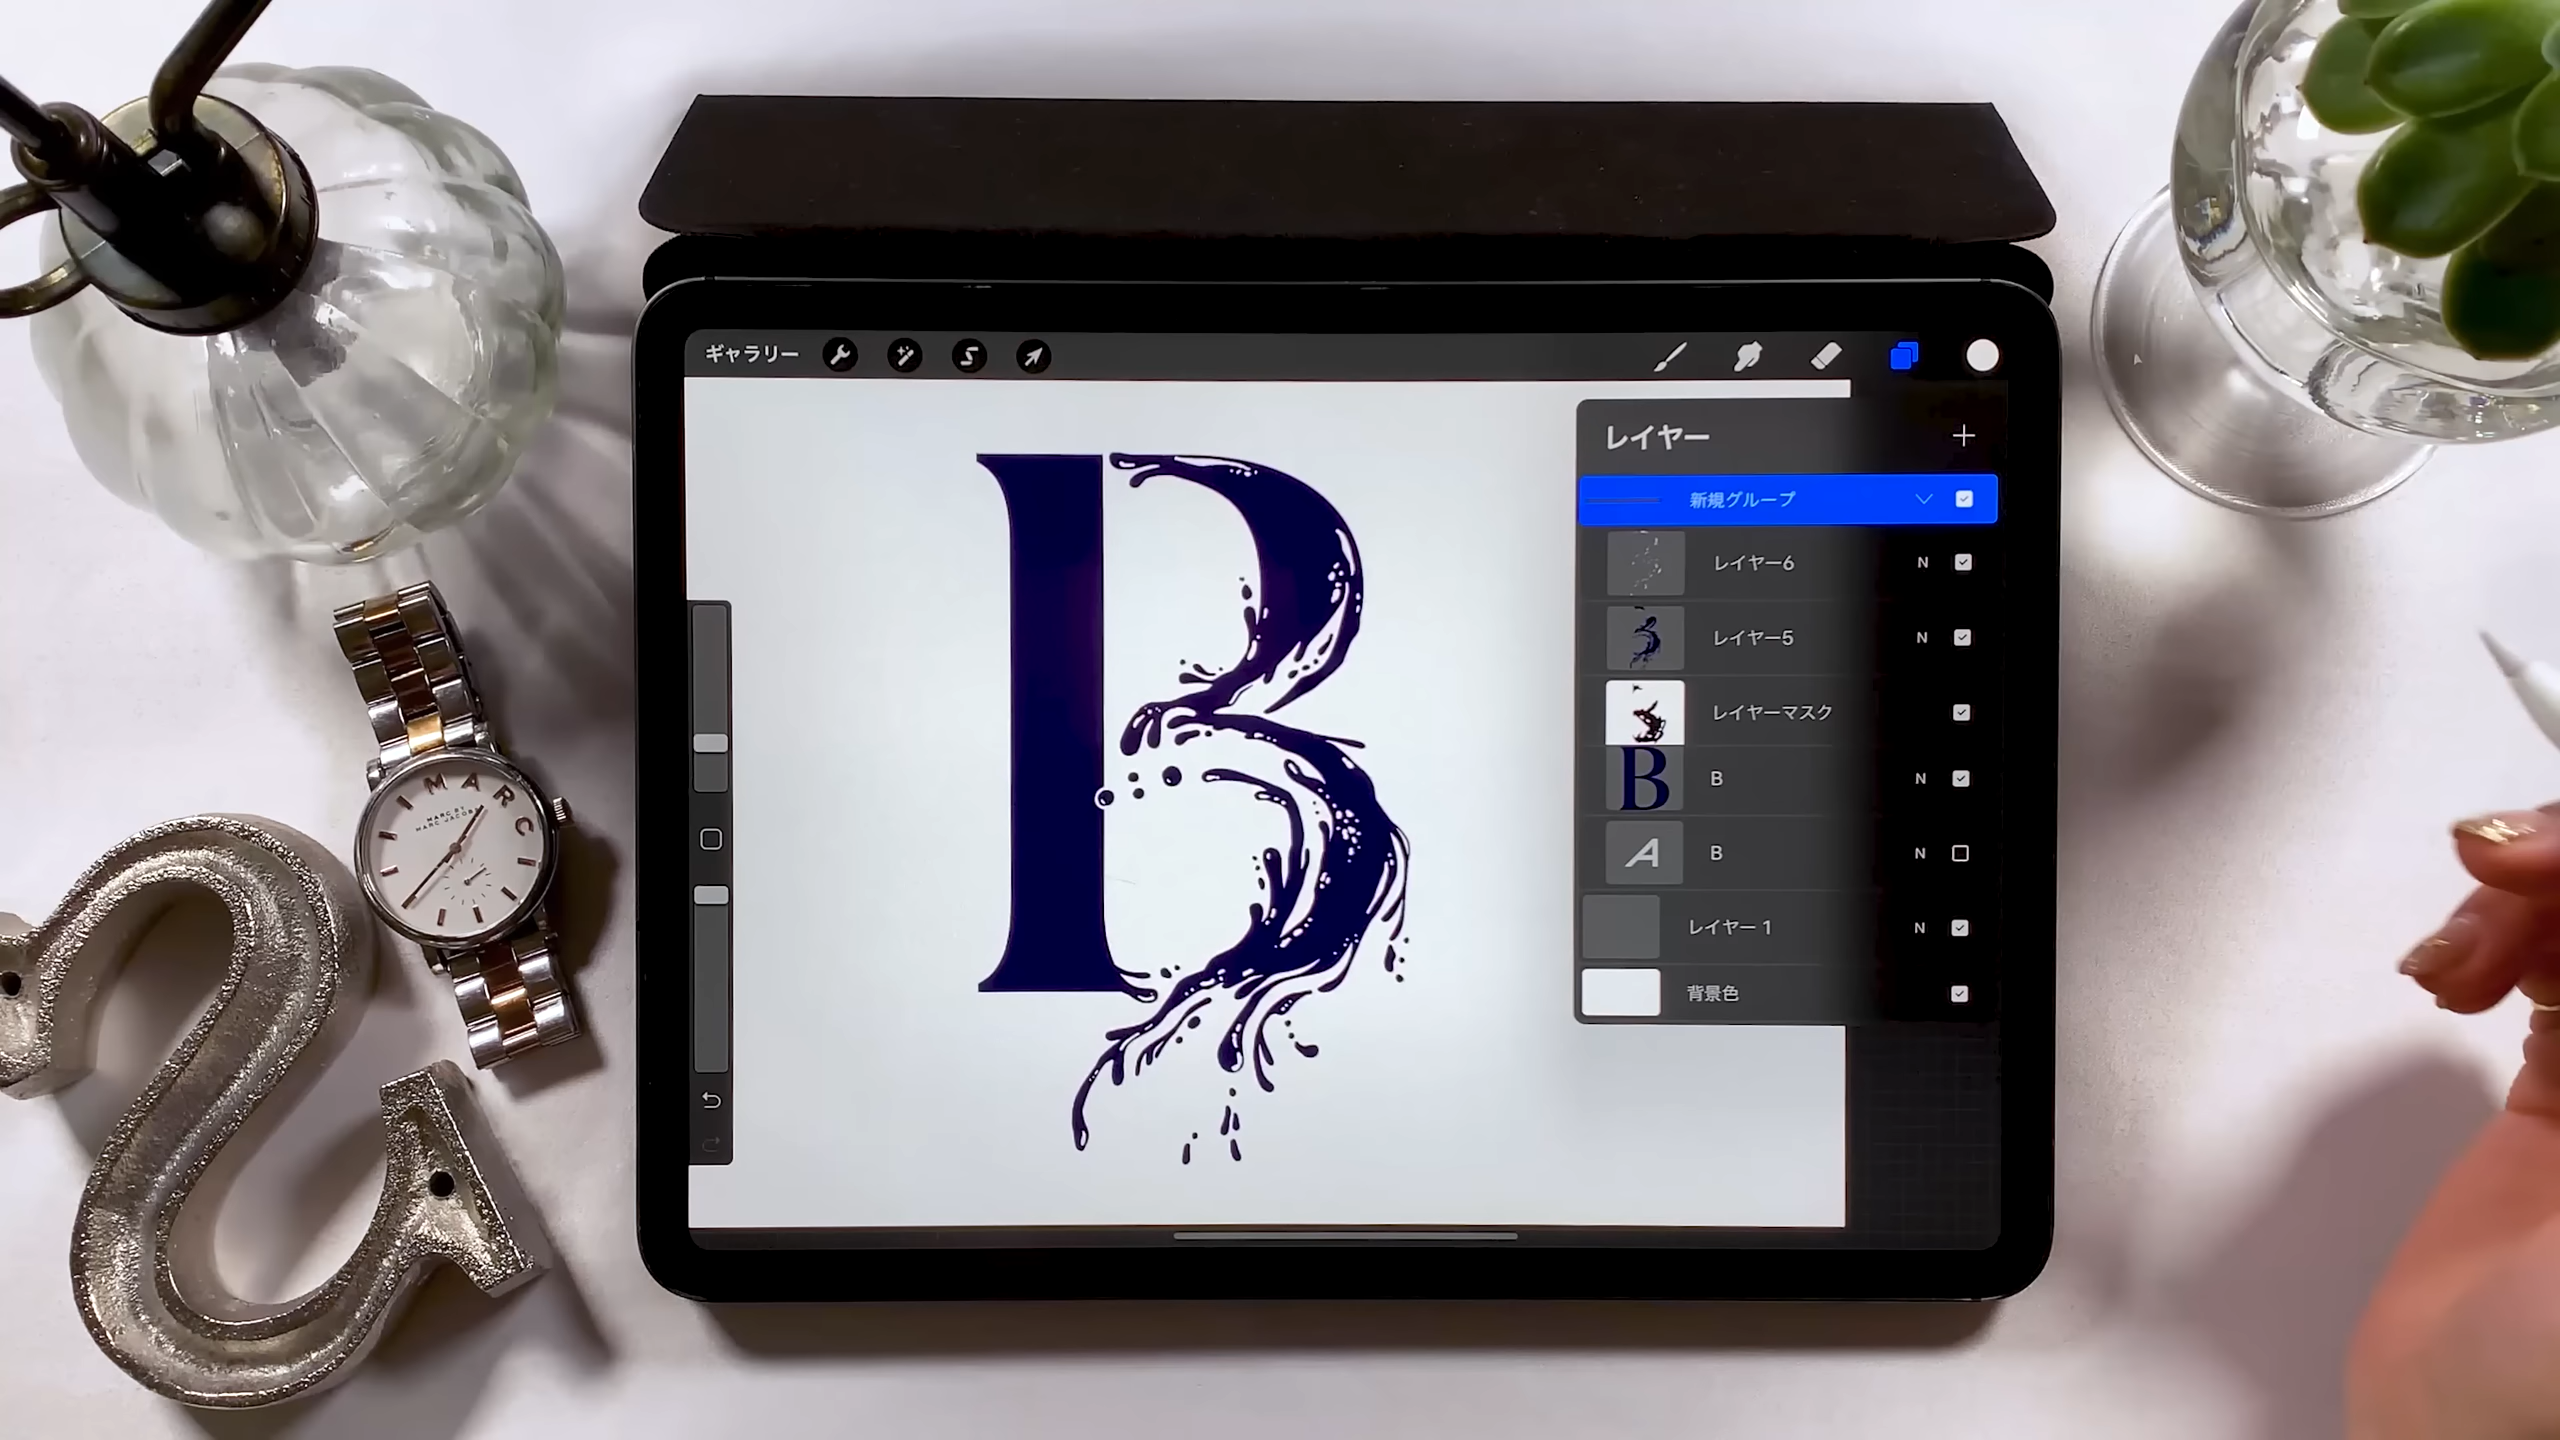 ギャラリー
レイヤー
新規グループ
レイヤー6 N
レイヤー5 N
レイヤーマスク
B N
B N
レイヤー 1 N
背景色
B
B
A
MARC
MARC BY
MARC JACOBS
S